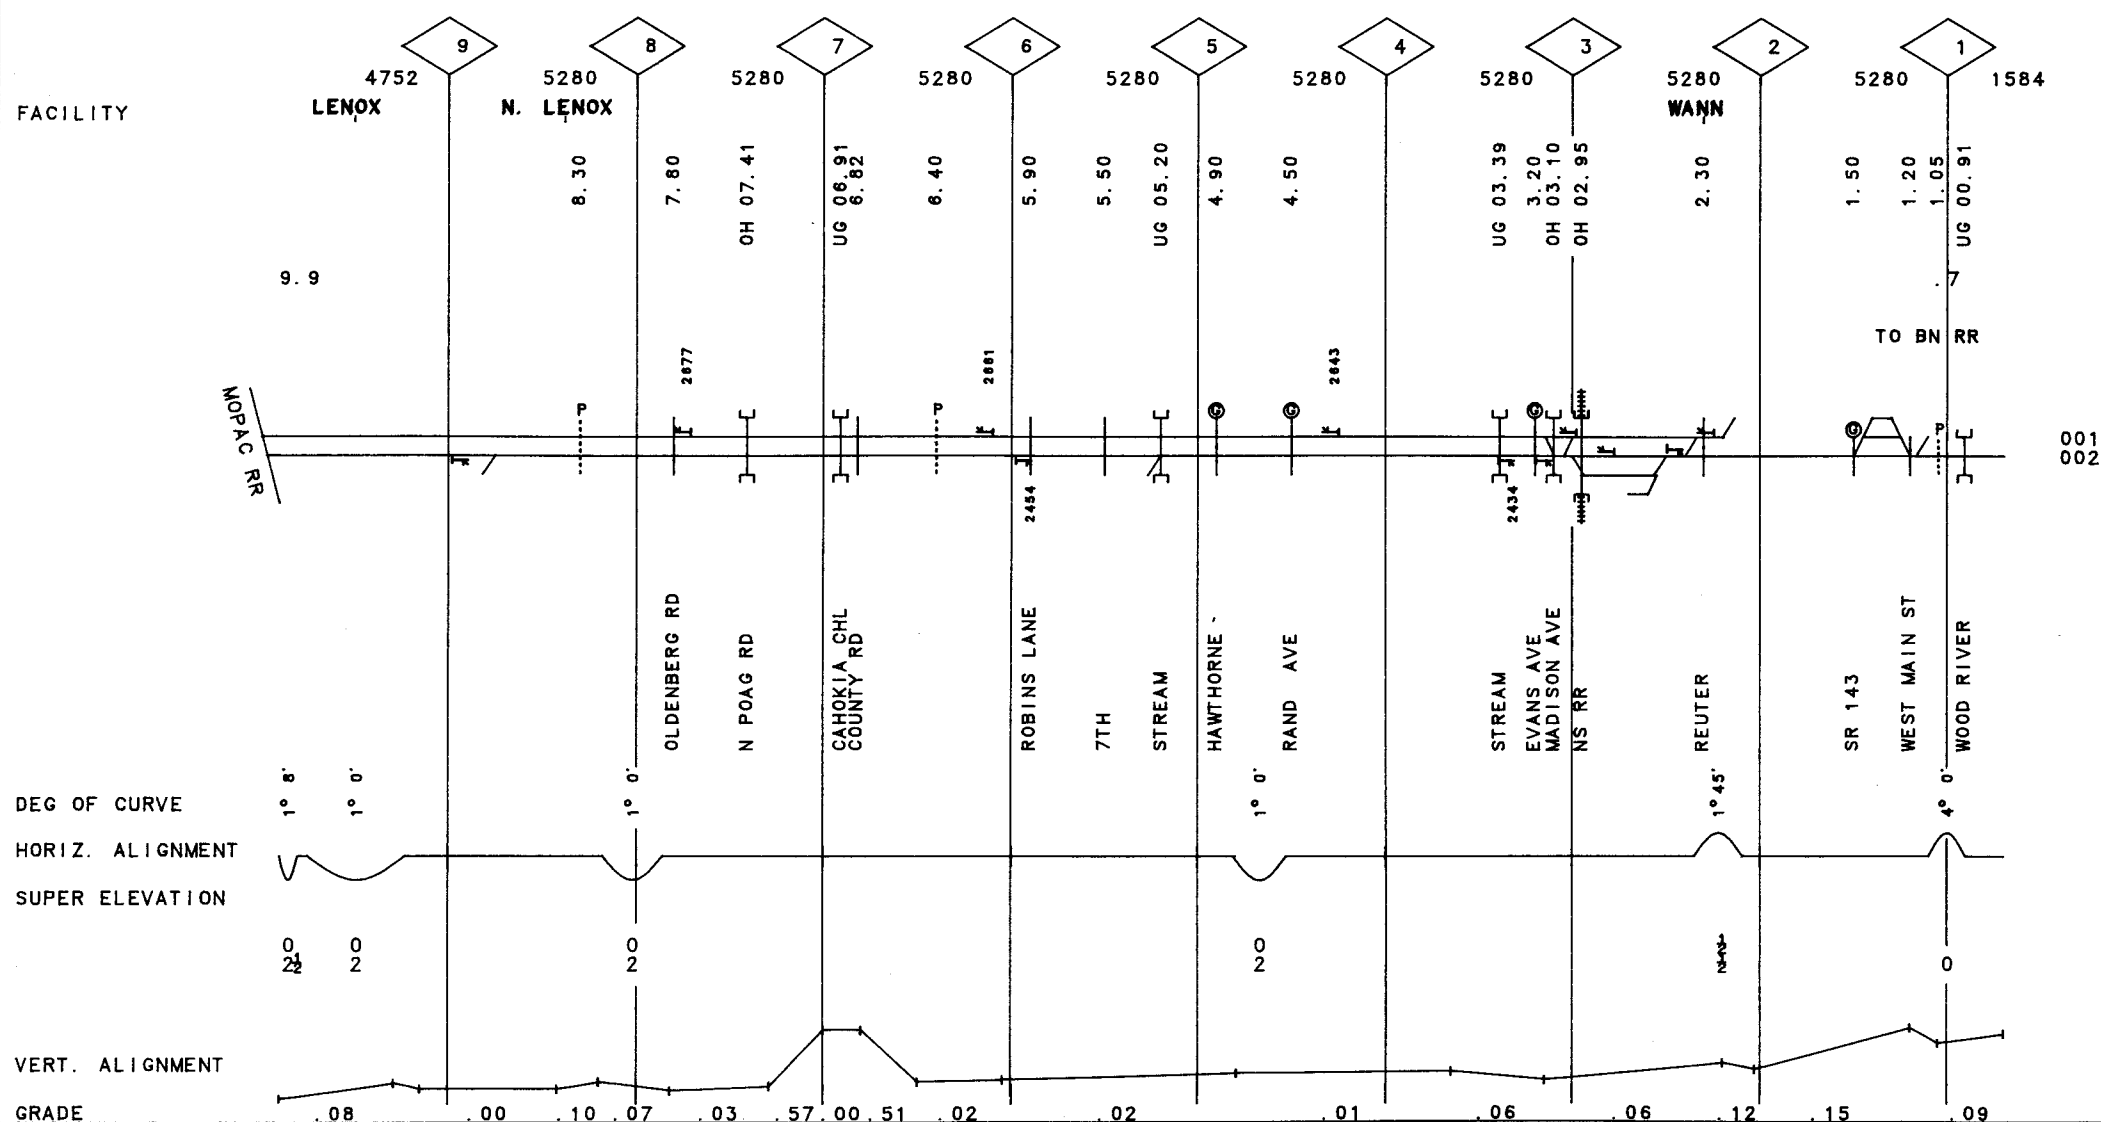 9 8 7 6 5 4 3 2 1
4752 5280 5280 5280 5280 5280 5280 5280 5280 1584
FACILITY LENOX N. LENOX WANN
8.30 7.80 OH 07.41 UG 06.91 6.82 6.40 5.90 5.50 UG 05.20 4.90 4.50 UG 03.39 3.20 OH 03.10 OH 02.95 2.30 1.50 1.20 1.05 UG 00.91
9.9 .7
TO BN RR
2677 2661 2643
MOPAC RR
P P G G G G P
001
002
2454 2434
OLDENBERG RD
N POAG RD
CAHOKIA CHL
COUNTY RD
ROBINS LANE
7TH
STREAM
HAWTHORNE
RAND AVE
STREAM
EVANS AVE
MADISON AVE
NS RR
REUTER
SR 143
WEST MAIN ST
WOOD RIVER
DEG OF CURVE 1° 8' 1° 0' 1° 0' 1° 0' 1° 45' 4° 0'
HORIZ. ALIGNMENT
SUPER ELEVATION
0 0 0 0
2½ 2 2 2 0
VERT. ALIGNMENT
GRADE .08 .00 .10 .07 .03 .57 .00 .51 .02 .02 .01 .06 .06 .12 .15 .09